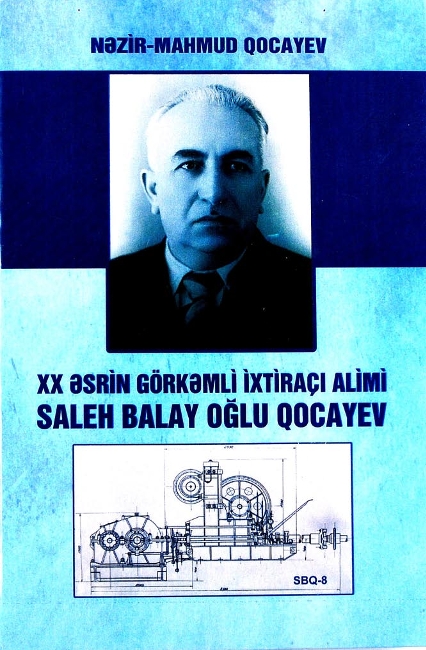 NƏZİR-MAHMUD QOCAYEV
XX ƏSRİN GÖRKƏMLİ İXTİRAÇI ALİMİ
SALEH BALAY OĞLU QOCAYEV
SBQ-8